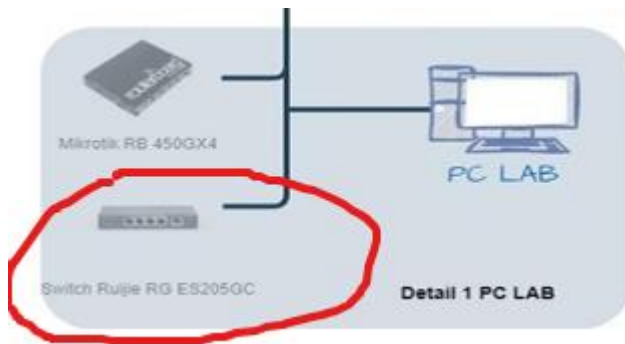 Mikrotik RB 450GX4
PC LAB
Switch Ruijie RG ES205GC
Detail 1 PC LAB